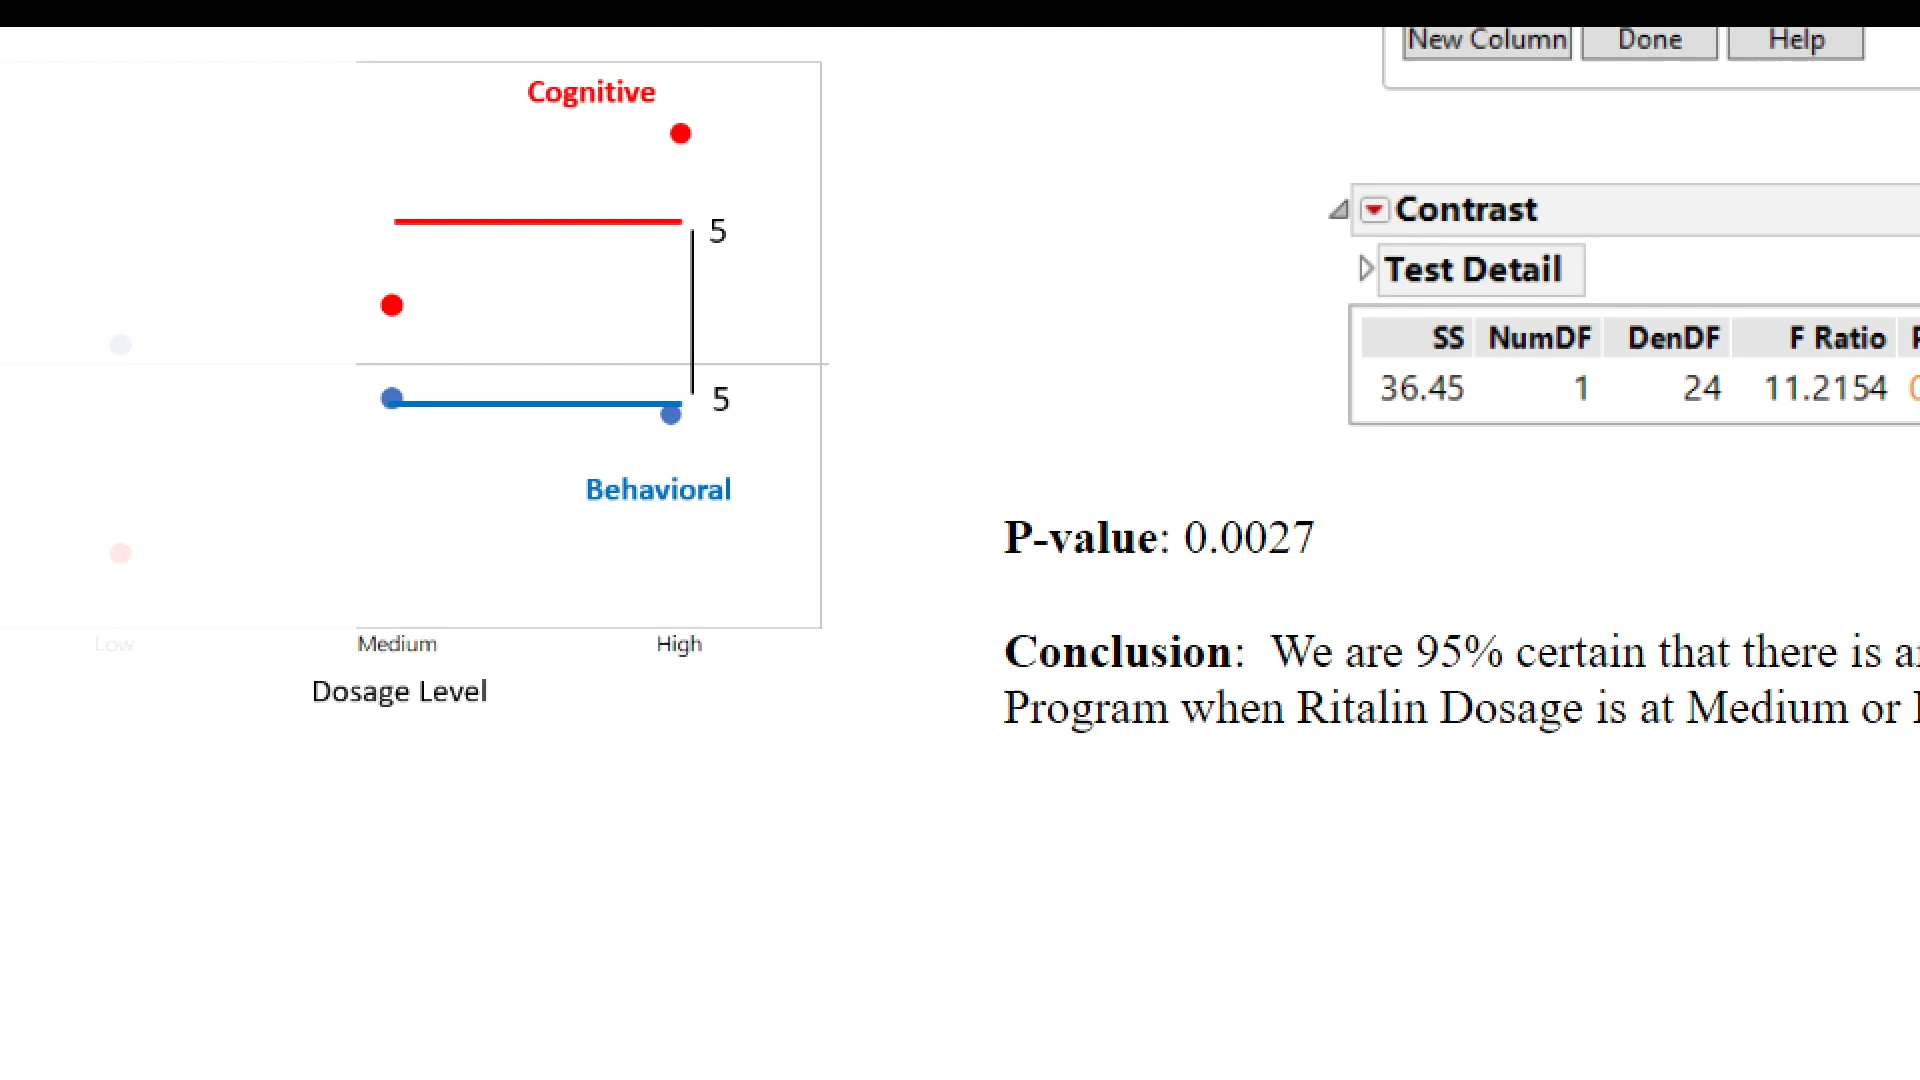 New Column Done Help
Cognitive
5
5
Behavioral
Low Medium High
Dosage Level
Contrast
Test Detail
SS NumDF DenDF F Ratio
36.45 1 24 11.2154
P-value: 0.0027
Conclusion: We are 95% certain that there is
Program when Ritalin Dosage is at Medium or